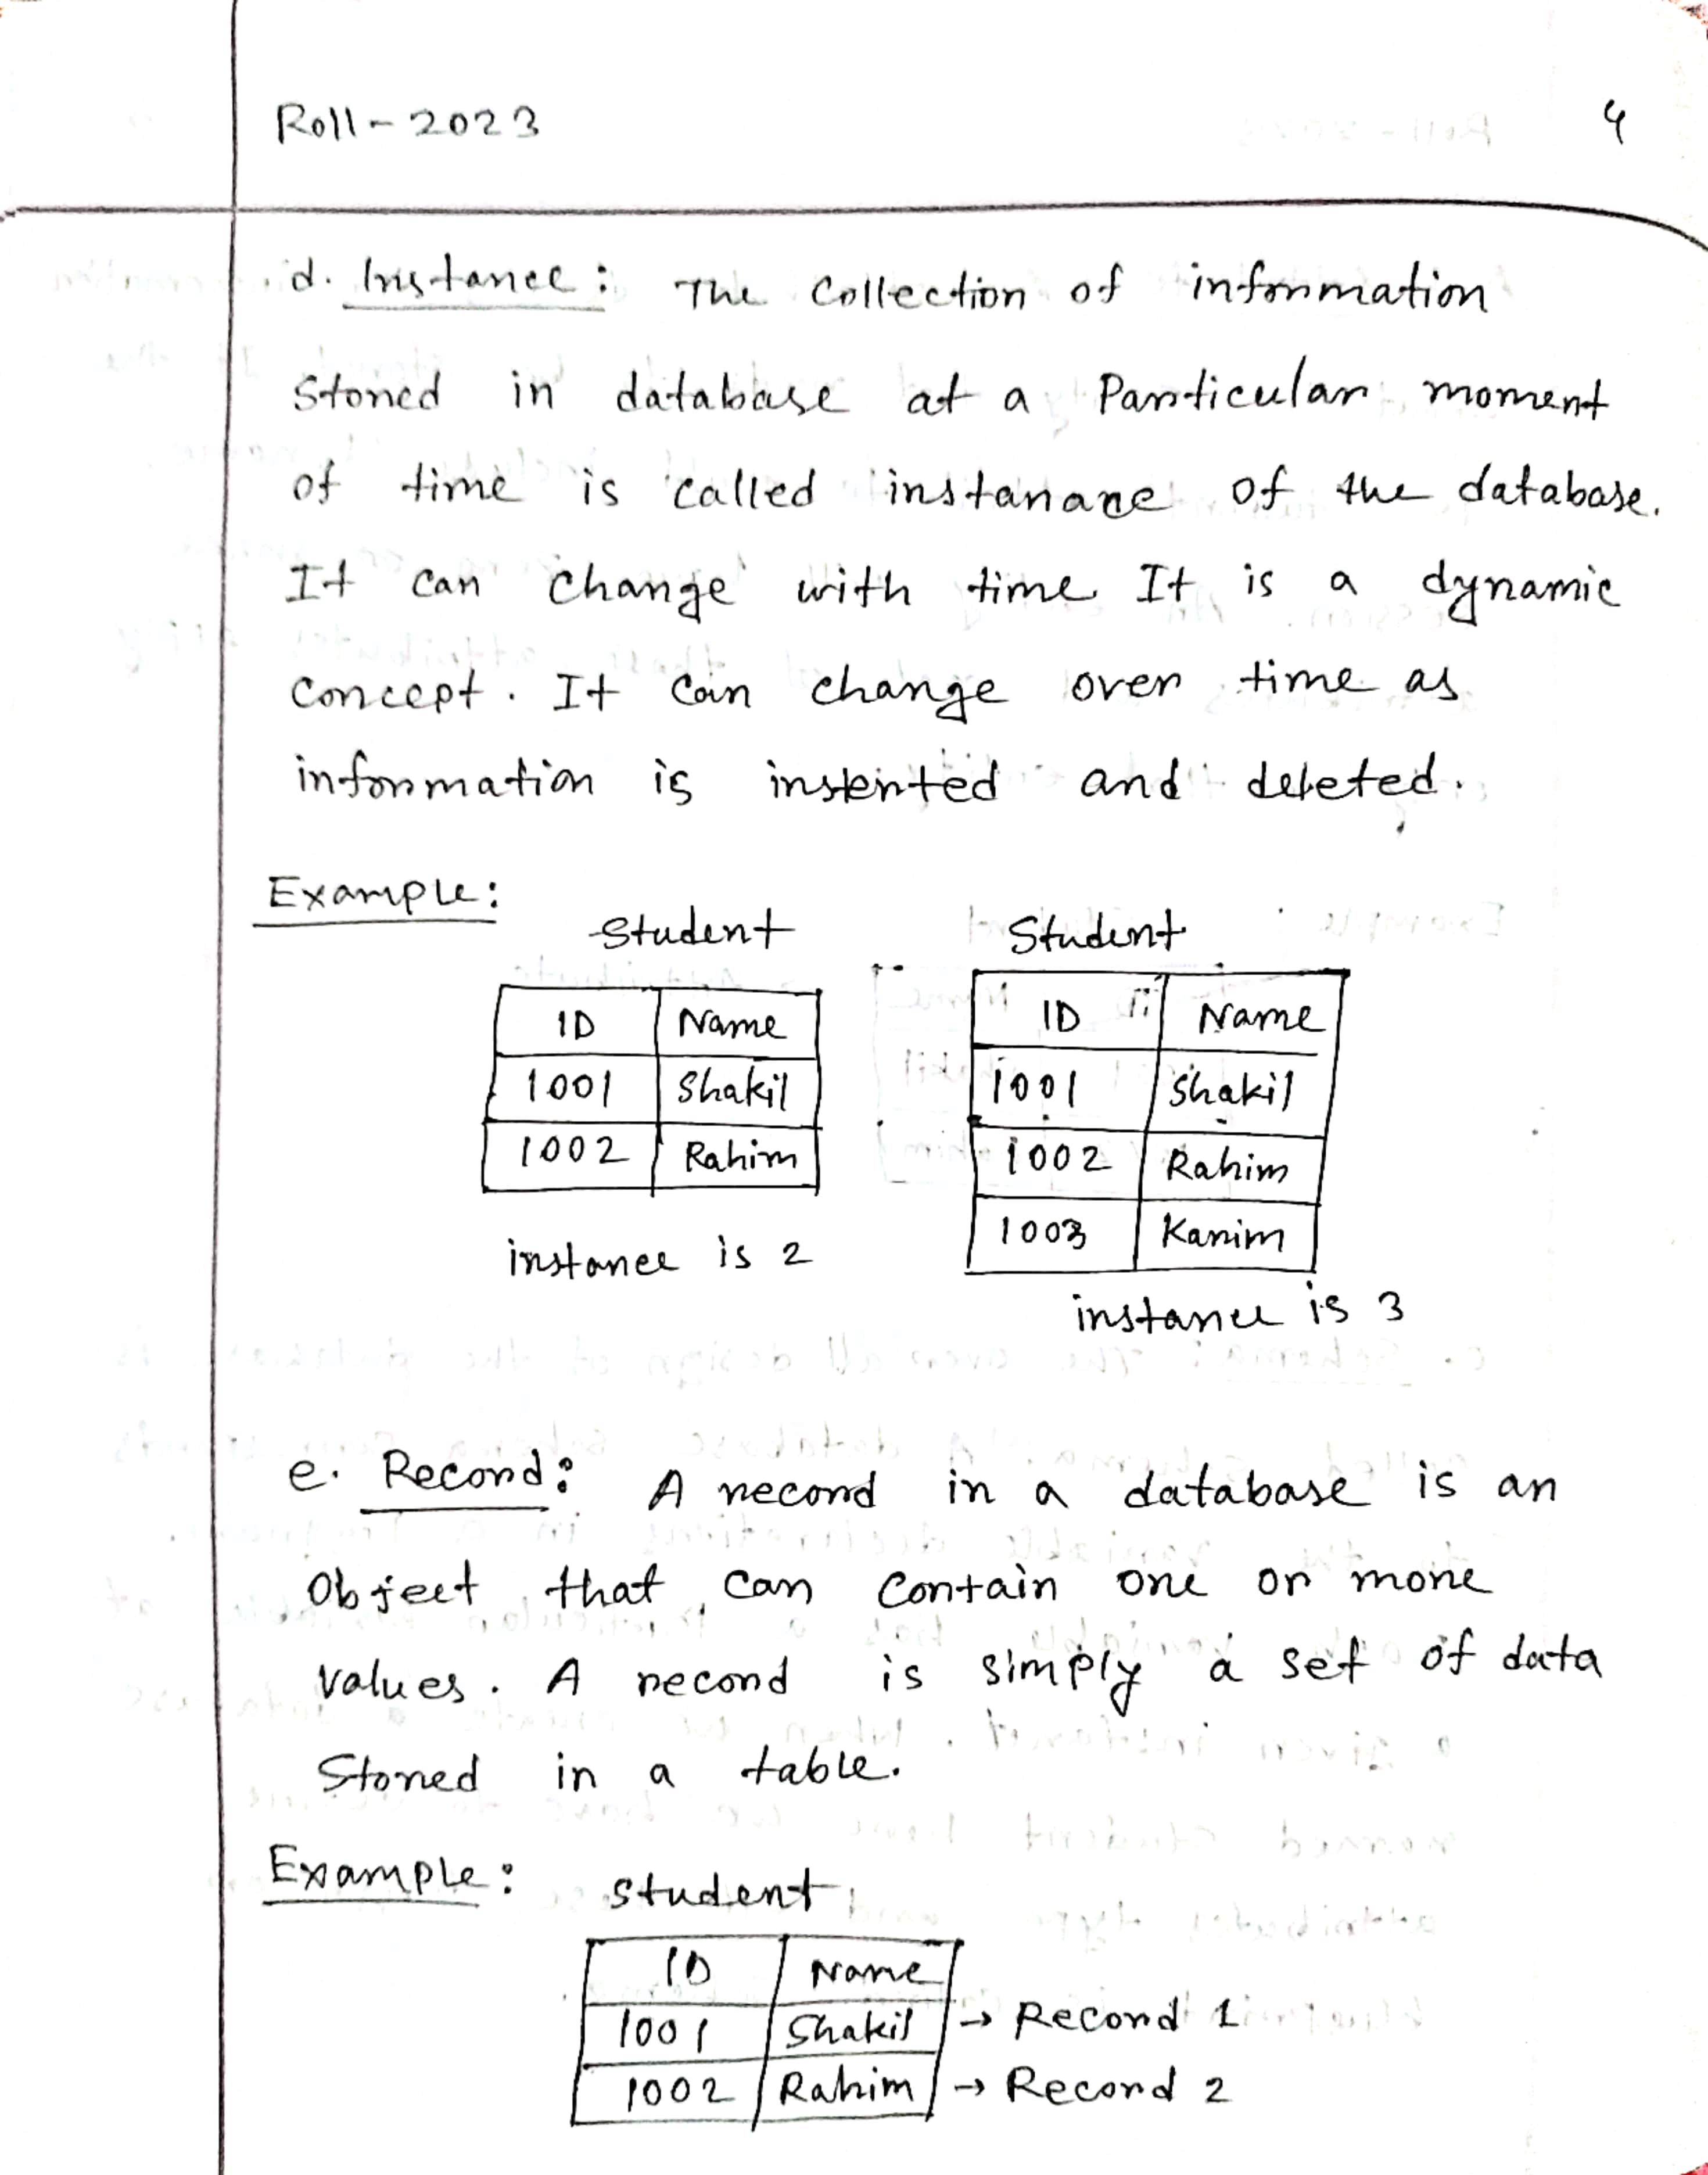 Roll-2023 4
d. Instance: The Collection of information
Stored in database at a Particular moment
of time is called instanace of the database.
It can change with time. It is a dynamic
concept. It can change over time as
information is inserted and deleted.
Example:
Student Student
ID Name ID Name
1001 Shakil 1001 Shakil
1002 Rahim 1002 Rahim
1003 Karim
instance is 2
instance is 3
e. Record: A record in a database is an
Object that can contain one or more
values. A record is simply a set of data
Stored in a table.
Example: Student
ID Name
1001 Shakil → Record 1
1002 Rahim → Record 2